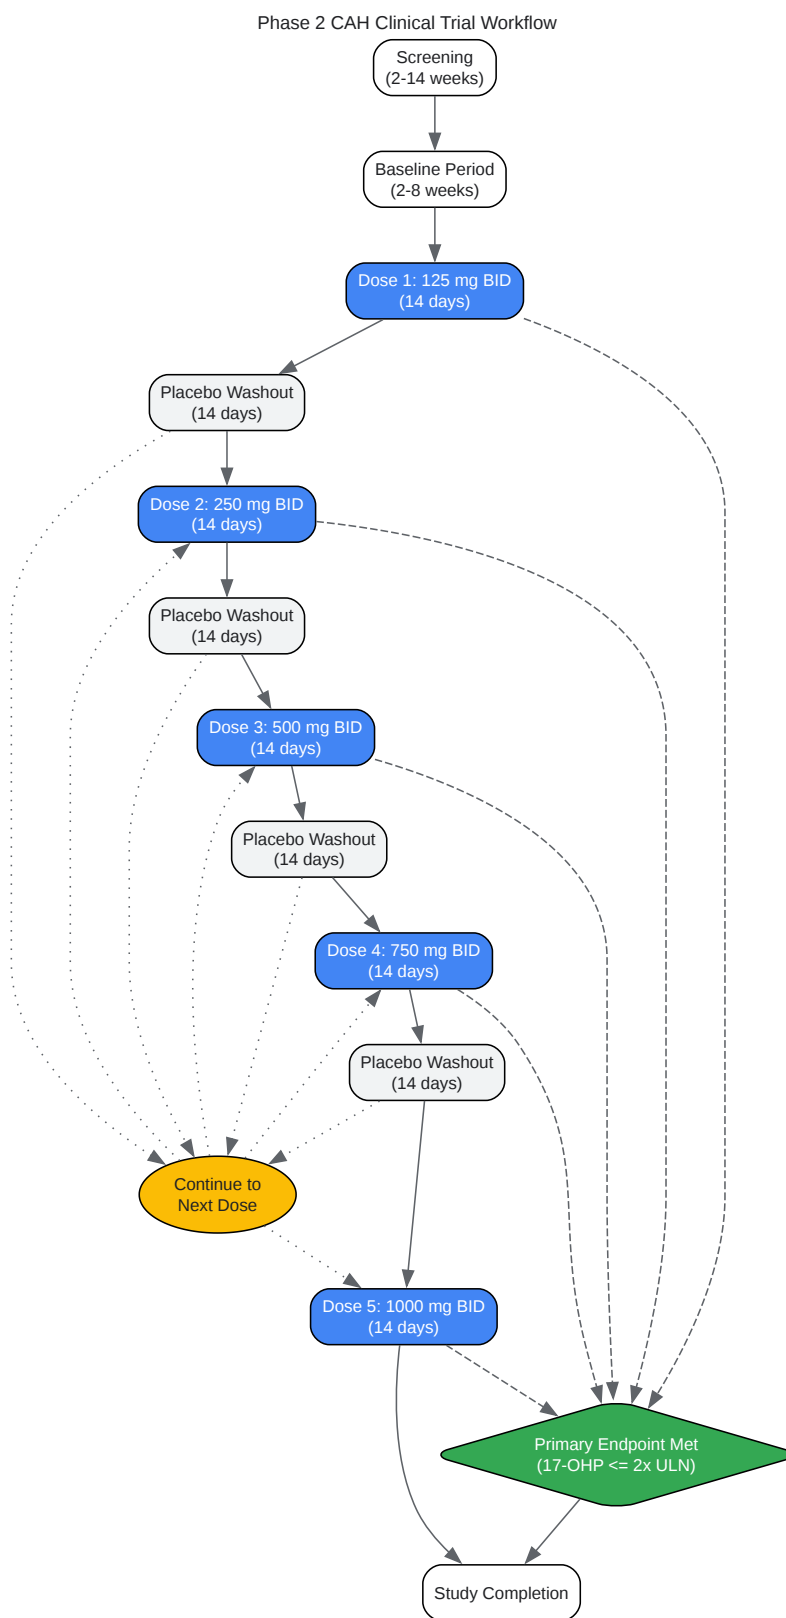 Phase 2 CAH Clinical Trial Workflow
Screening
(2-14 weeks)
Baseline Period
(2-8 weeks)
Dose 1: 125 mg BID
(14 days)
Placebo Washout
(14 days)
Dose 2: 250 mg BID
(14 days)
Placebo Washout
(14 days)
Dose 3: 500 mg BID
(14 days)
Placebo Washout
(14 days)
Dose 4: 750 mg BID
(14 days)
Placebo Washout
(14 days)
Continue to
Next Dose
Dose 5: 1000 mg BID
(14 days)
Primary Endpoint Met
(17-OHP <= 2x ULN)
Study Completion